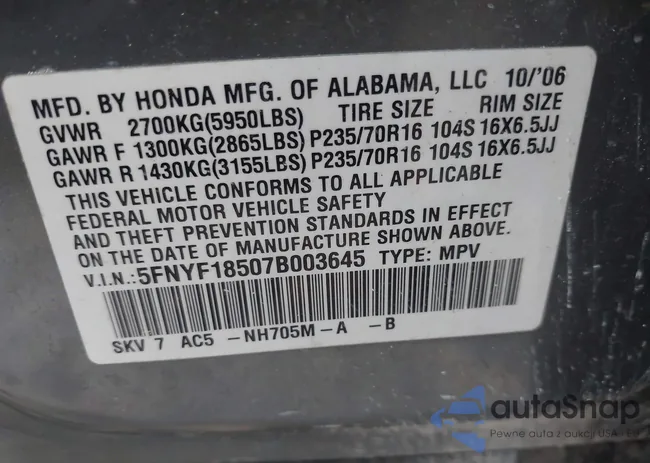 MFD. BY HONDA MFG. OF ALABAMA, LLC 10/'06
GVWR 2700KG(5950LBS) TIRE SIZE RIM SIZE
GAWR F 1300KG(2865LBS) P235/70R16 104S 16X6.5JJ
GAWR R 1430KG(3155LBS) P235/70R16 104S 16X6.5JJ
THIS VEHICLE CONFORMS TO ALL APPLICABLE
FEDERAL MOTOR VEHICLE SAFETY
AND THEFT PREVENTION STANDARDS IN EFFECT
ON THE DATE OF MANUFACTURE SHOWN ABOVE.
V.I.N.:5FNYF18507B003645 TYPE: MPV
SKV 7 AC5 -NH705M-A -B
autaSnap
Pewne auta z aukcji USA